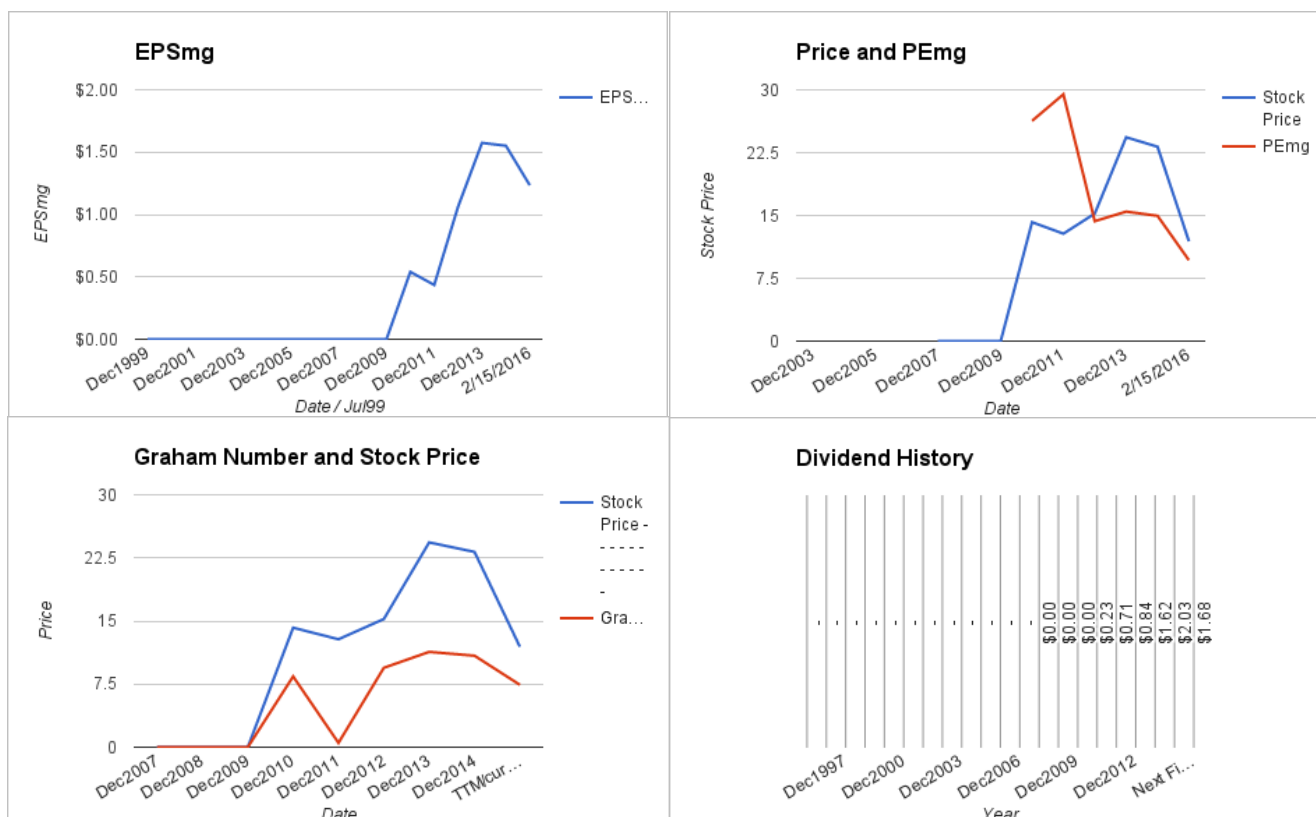 EPSmg
$2.00
$1.50
$1.00
$0.50
$0.00
EPSmg
EPS...
Dec1999
Dec2001
Dec2003
Dec2005
Dec2007
Dec2009
Dec2011
Dec2013
2/15/2016
Date / Jul99
Price and PEmg
30
22.5
15
7.5
0
Stock Price
Stock
Price
PEmg
Dec2003
Dec2005
Dec2007
Dec2009
Dec2011
Dec2013
2/15/2016
Date
Graham Number and Stock Price
30
22.5
15
7.5
0
Price
Stock
Price -
- - - - -
- - - - -
-
Gra...
Dec2007
Dec2008
Dec2009
Dec2010
Dec2011
Dec2012
Dec2013
Dec2014
TTM/cur...
Date
Dividend History
- - - - - - - - - - - -
$0.00
$0.00
$0.00
$0.23
$0.71
$0.84
$1.62
$2.03
$1.68
Dec1997
Dec2000
Dec2003
Dec2006
Dec2009
Dec2012
Next Fi...
Year